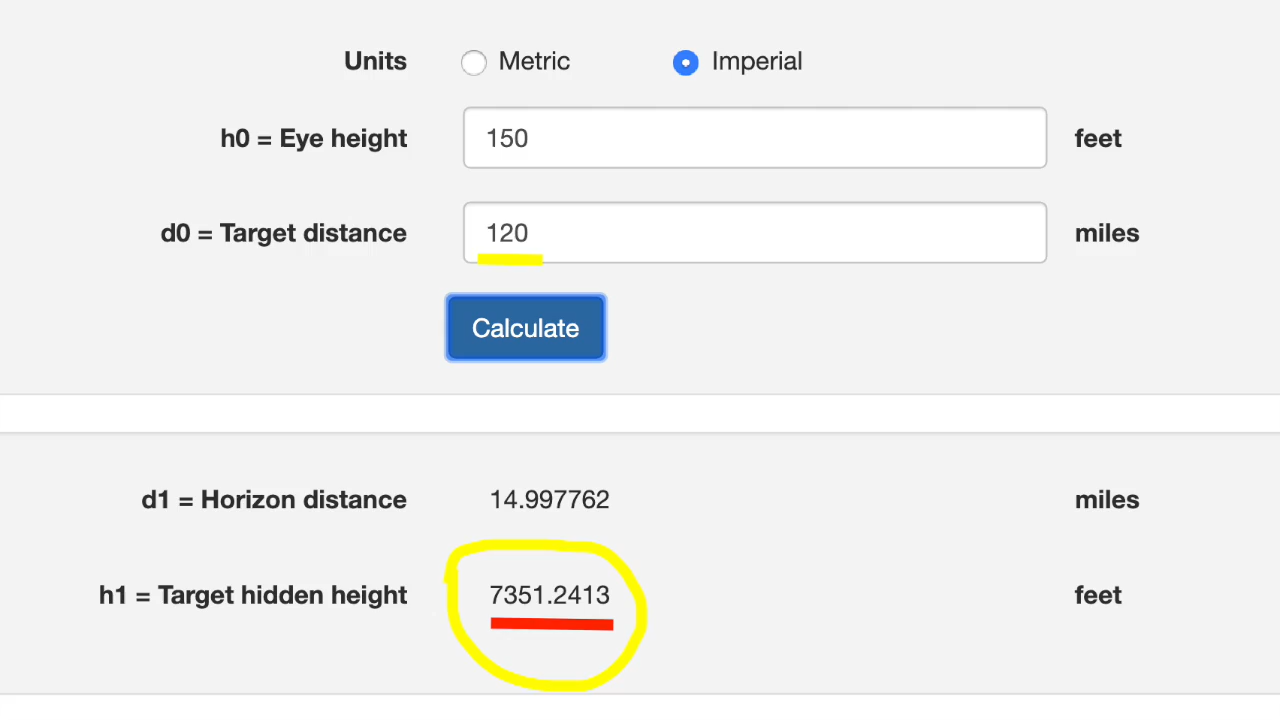 Units Metric Imperial
h0 = Eye height 150 feet
d0 = Target distance 120 miles
Calculate
d1 = Horizon distance 14.997762 miles
h1 = Target hidden height 7351.2413 feet